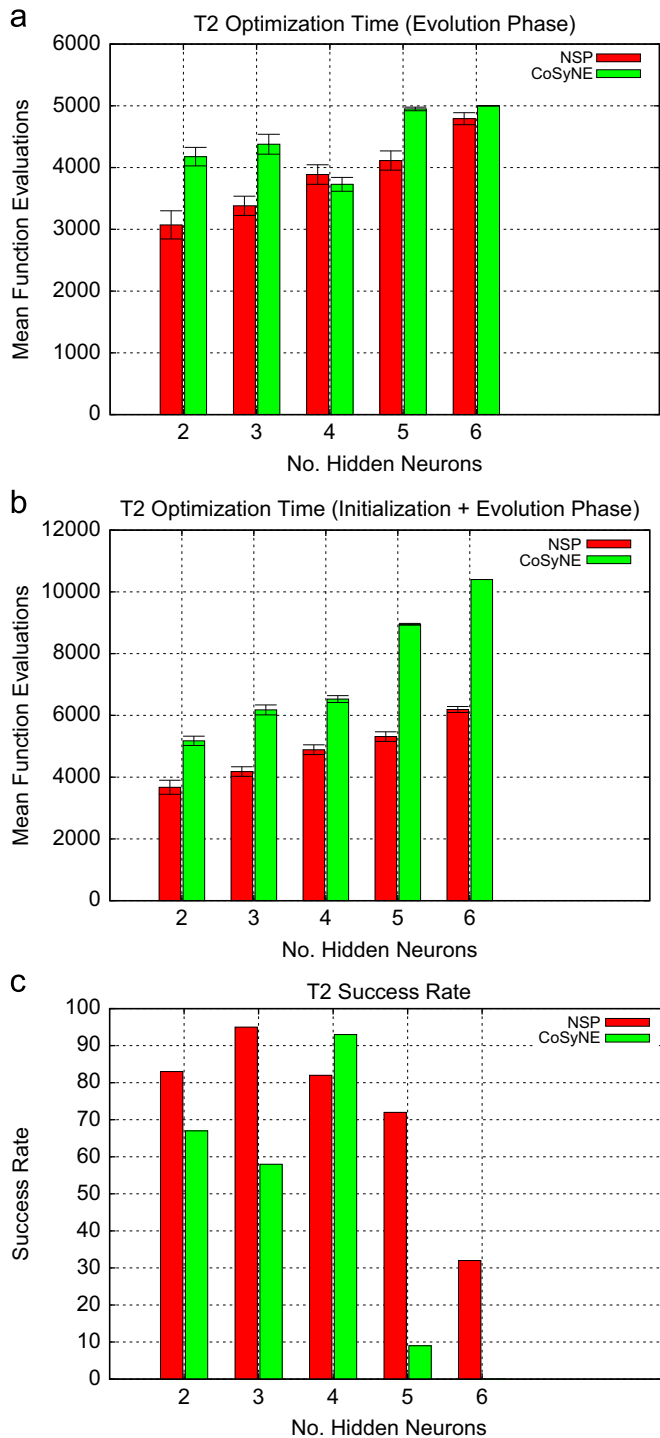 a
T2 Optimization Time (Evolution Phase)
6000
5000
4000
3000
2000
1000
0
Mean Function Evaluations
NSP
CoSyNE
2 3 4 5 6
No. Hidden Neurons
b
T2 Optimization Time (Initialization + Evolution Phase)
12000
10000
8000
6000
4000
2000
0
Mean Function Evaluations
NSP
CoSyNE
2 3 4 5 6
No. Hidden Neurons
c
T2 Success Rate
100
90
80
70
60
50
40
30
20
10
0
Success Rate
NSP
CoSyNE
2 3 4 5 6
No. Hidden Neurons